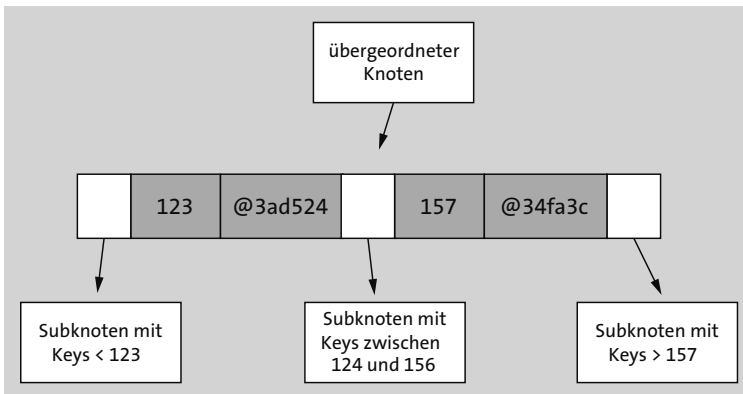 übergeordneter
Knoten
123 @3ad524 157 @34fa3c
Subknoten mit
Keys < 123
Subknoten mit
Keys zwischen
124 und 156
Subknoten mit
Keys > 157